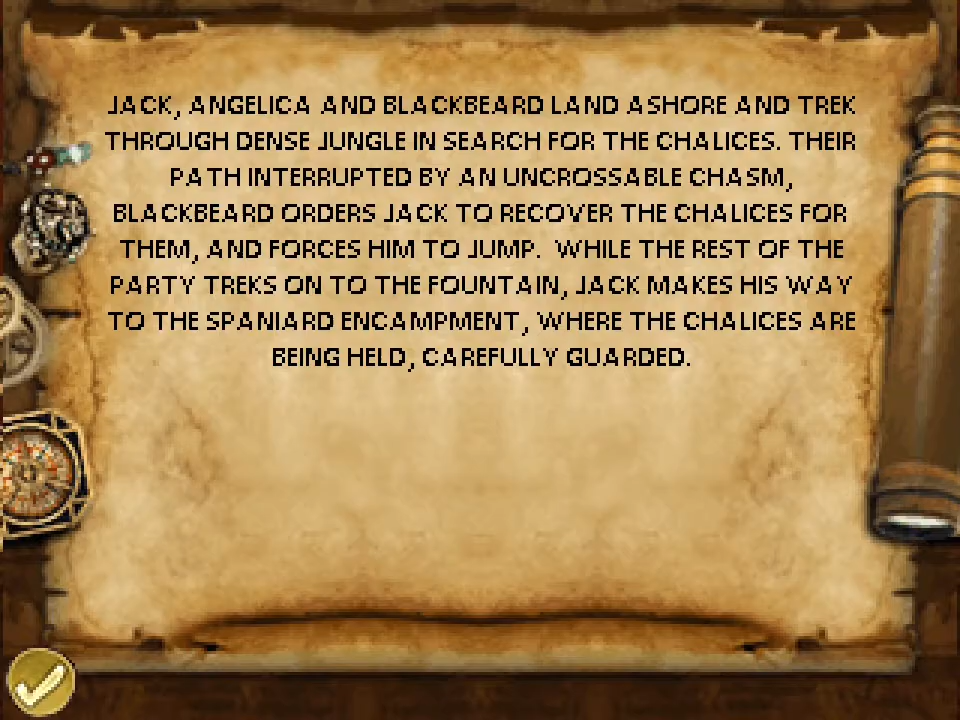 JACK, ANGELICA AND BLACKBEARD LAND ASHORE AND TREK
THROUGH DENSE JUNGLE IN SEARCH FOR THE CHALICES. THEIR
PATH INTERRUPTED BY AN UNCROSSABLE CHASM,
BLACKBEARD ORDERS JACK TO RECOVER THE CHALICES FOR
THEM, AND FORCES HIM TO JUMP.  WHILE THE REST OF THE
PARTY TREKS ON TO THE FOUNTAIN, JACK MAKES HIS WAY
TO THE SPANIARD ENCAMPMENT, WHERE THE CHALICES ARE
BEING HELD, CAREFULLY GUARDED.